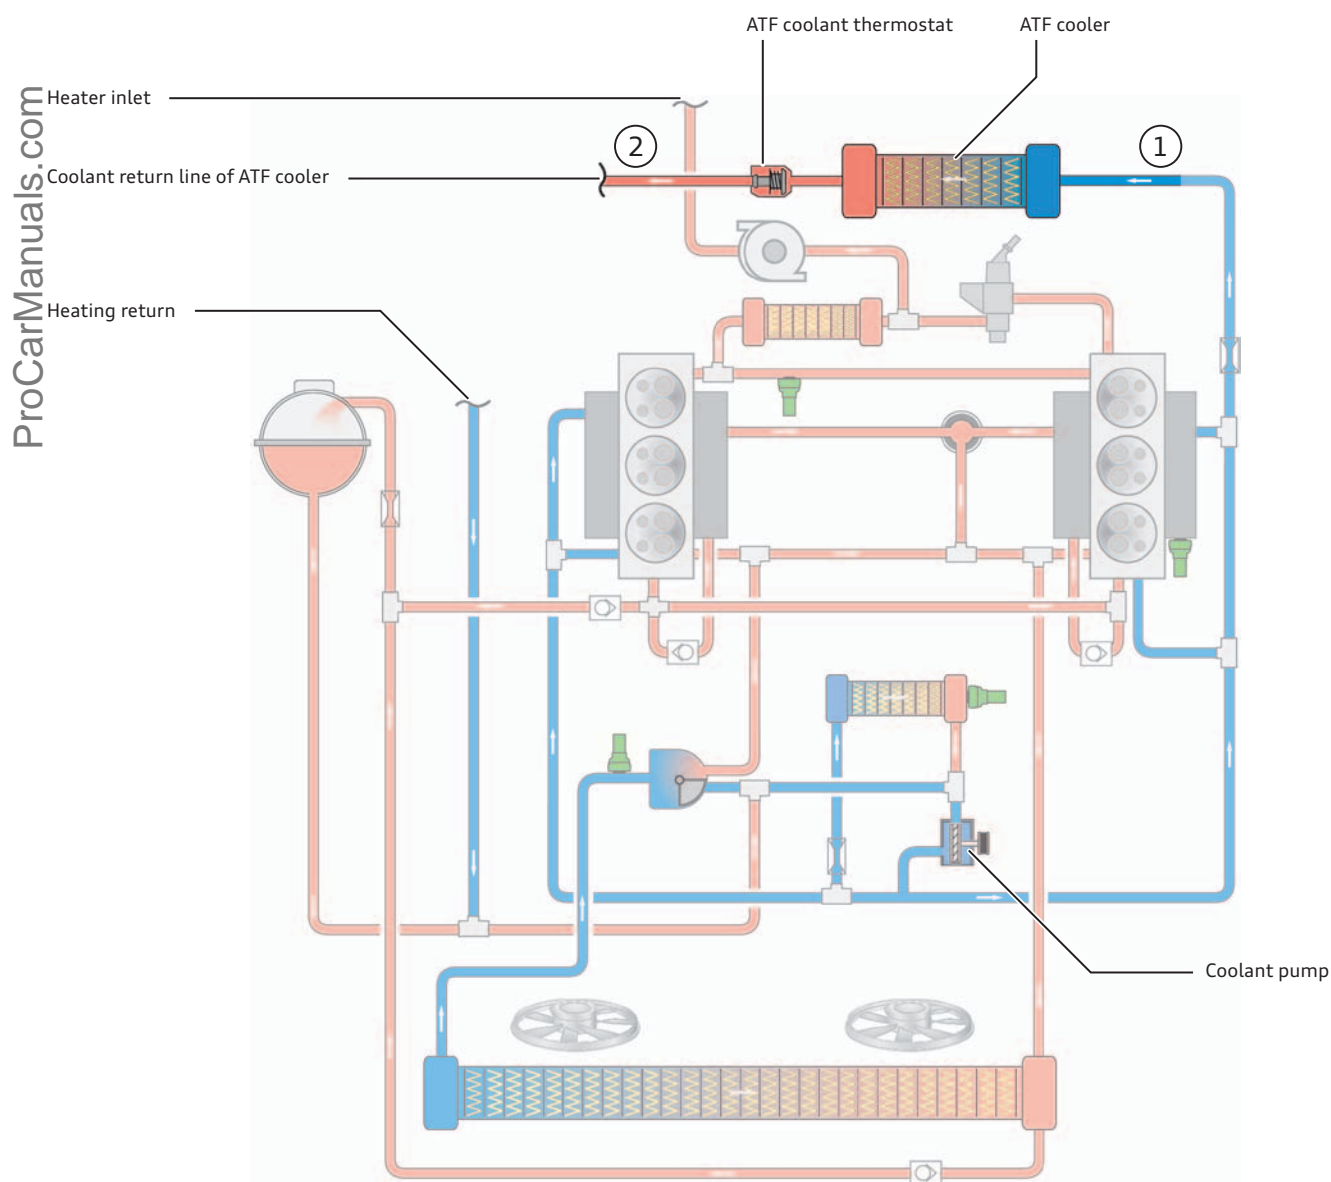 ATF coolant thermostat
ATF cooler
Heater inlet
2
1
Coolant return line of ATF cooler
Heating return
Coolant pump
ProCarManuals.com